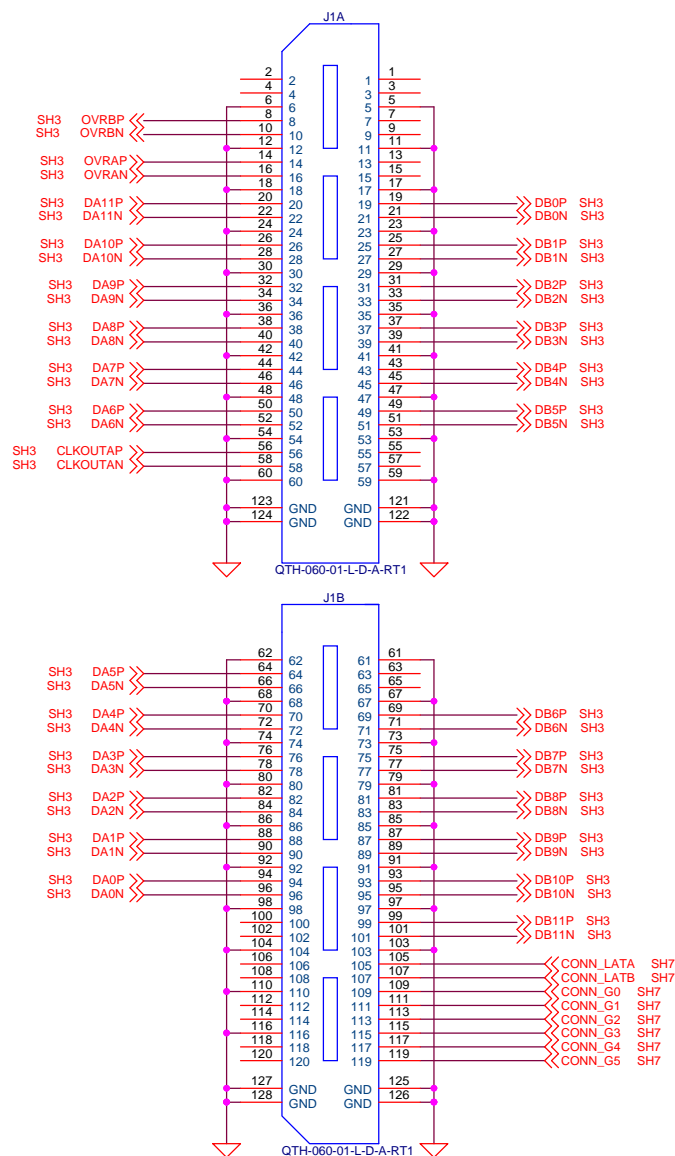 J1A
2 2 1 1
4 4 3 3
6 6 5 5
SH3 OVRBP 8 8 7 7
SH3 OVRBN 10 10 9 9
12 12 11 11
SH3 OVRAP 14 14 13 13
SH3 OVRAN 16 16 15 15
18 18 17 17
SH3 DA11P 20 20 19 19 DB0P SH3
SH3 DA11N 22 22 21 21 DB0N SH3
24 24 23 23
SH3 DA10P 26 26 25 25 DB1P SH3
SH3 DA10N 28 28 27 27 DB1N SH3
30 30 29 29
SH3 DA9P 32 32 31 31 DB2P SH3
SH3 DA9N 34 34 33 33 DB2N SH3
36 36 35 35
SH3 DA8P 38 38 37 37 DB3P SH3
SH3 DA8N 40 40 39 39 DB3N SH3
42 42 41 41
SH3 DA7P 44 44 43 43 DB4P SH3
SH3 DA7N 46 46 45 45 DB4N SH3
48 48 47 47
SH3 DA6P 50 50 49 49 DB5P SH3
SH3 DA6N 52 52 51 51 DB5N SH3
54 54 53 53
SH3 CLKOUTAP 56 56 55 55
SH3 CLKOUTAN 58 58 57 57
60 60 59 59
123 GND GND 121
124 GND GND 122
QTH-060-01-L-D-A-RT1
J1B
62 62 61 61
SH3 DA5P 64 64 63 63
SH3 DA5N 66 66 65 65
68 68 67 67
SH3 DA4P 70 70 69 69 DB6P SH3
SH3 DA4N 72 72 71 71 DB6N SH3
74 74 73 73
SH3 DA3P 76 76 75 75 DB7P SH3
SH3 DA3N 78 78 77 77 DB7N SH3
80 80 79 79
SH3 DA2P 82 82 81 81 DB8P SH3
SH3 DA2N 84 84 83 83 DB8N SH3
86 86 85 85
SH3 DA1P 88 88 87 87 DB9P SH3
SH3 DA1N 90 90 89 89 DB9N SH3
92 92 91 91
SH3 DA0P 94 94 93 93 DB10P SH3
SH3 DA0N 96 96 95 95 DB10N SH3
98 98 97 97
100 100 99 99 DB11P SH3
102 102 101 101 DB11N SH3
104 104 103 103
106 106 105 105 CONN_LATA SH7
108 108 107 107 CONN_LATB SH7
110 110 109 109 CONN_G0 SH7
112 112 111 111 CONN_G1 SH7
114 114 113 113 CONN_G2 SH7
116 116 115 115 CONN_G3 SH7
118 118 117 117 CONN_G4 SH7
120 120 119 119 CONN_G5 SH7
127 GND GND 125
128 GND GND 126
QTH-060-01-L-D-A-RT1